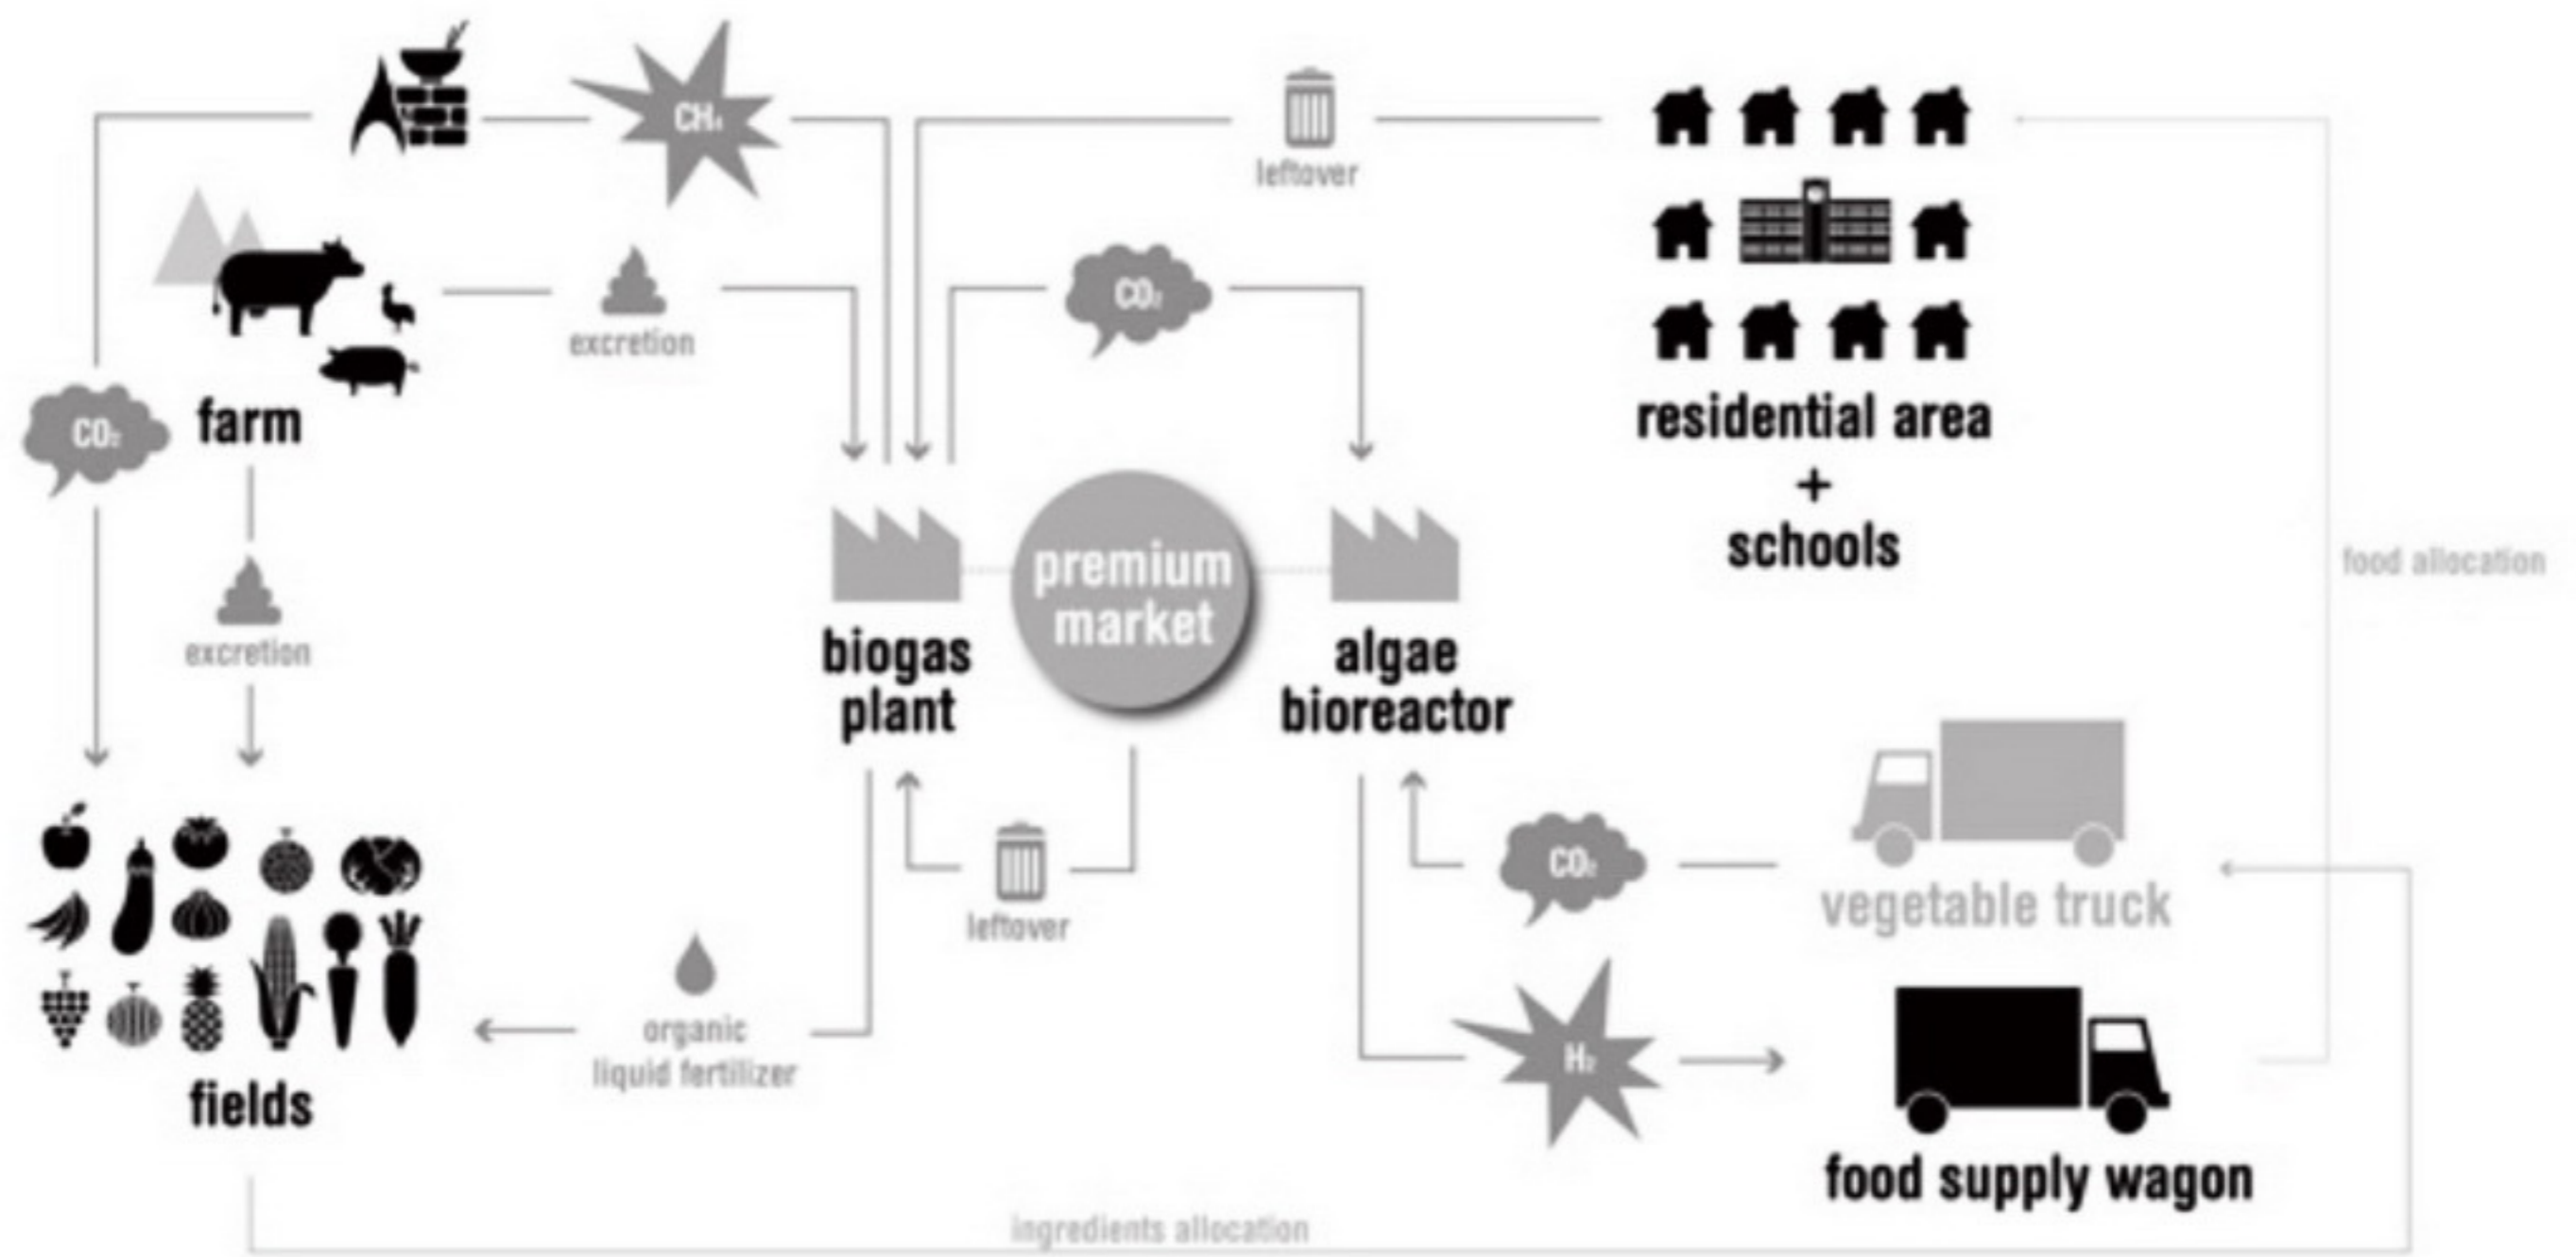 CH₄
leftover
CO₂
excretion
CO₂
farm
residential area
+
schools
excretion
premium
market
food allocation
biogas
plant
algae
bioreactor
CO₂
vegetable truck
leftover
organic
liquid fertilizer
H₂
fields
food supply wagon
ingredients allocation